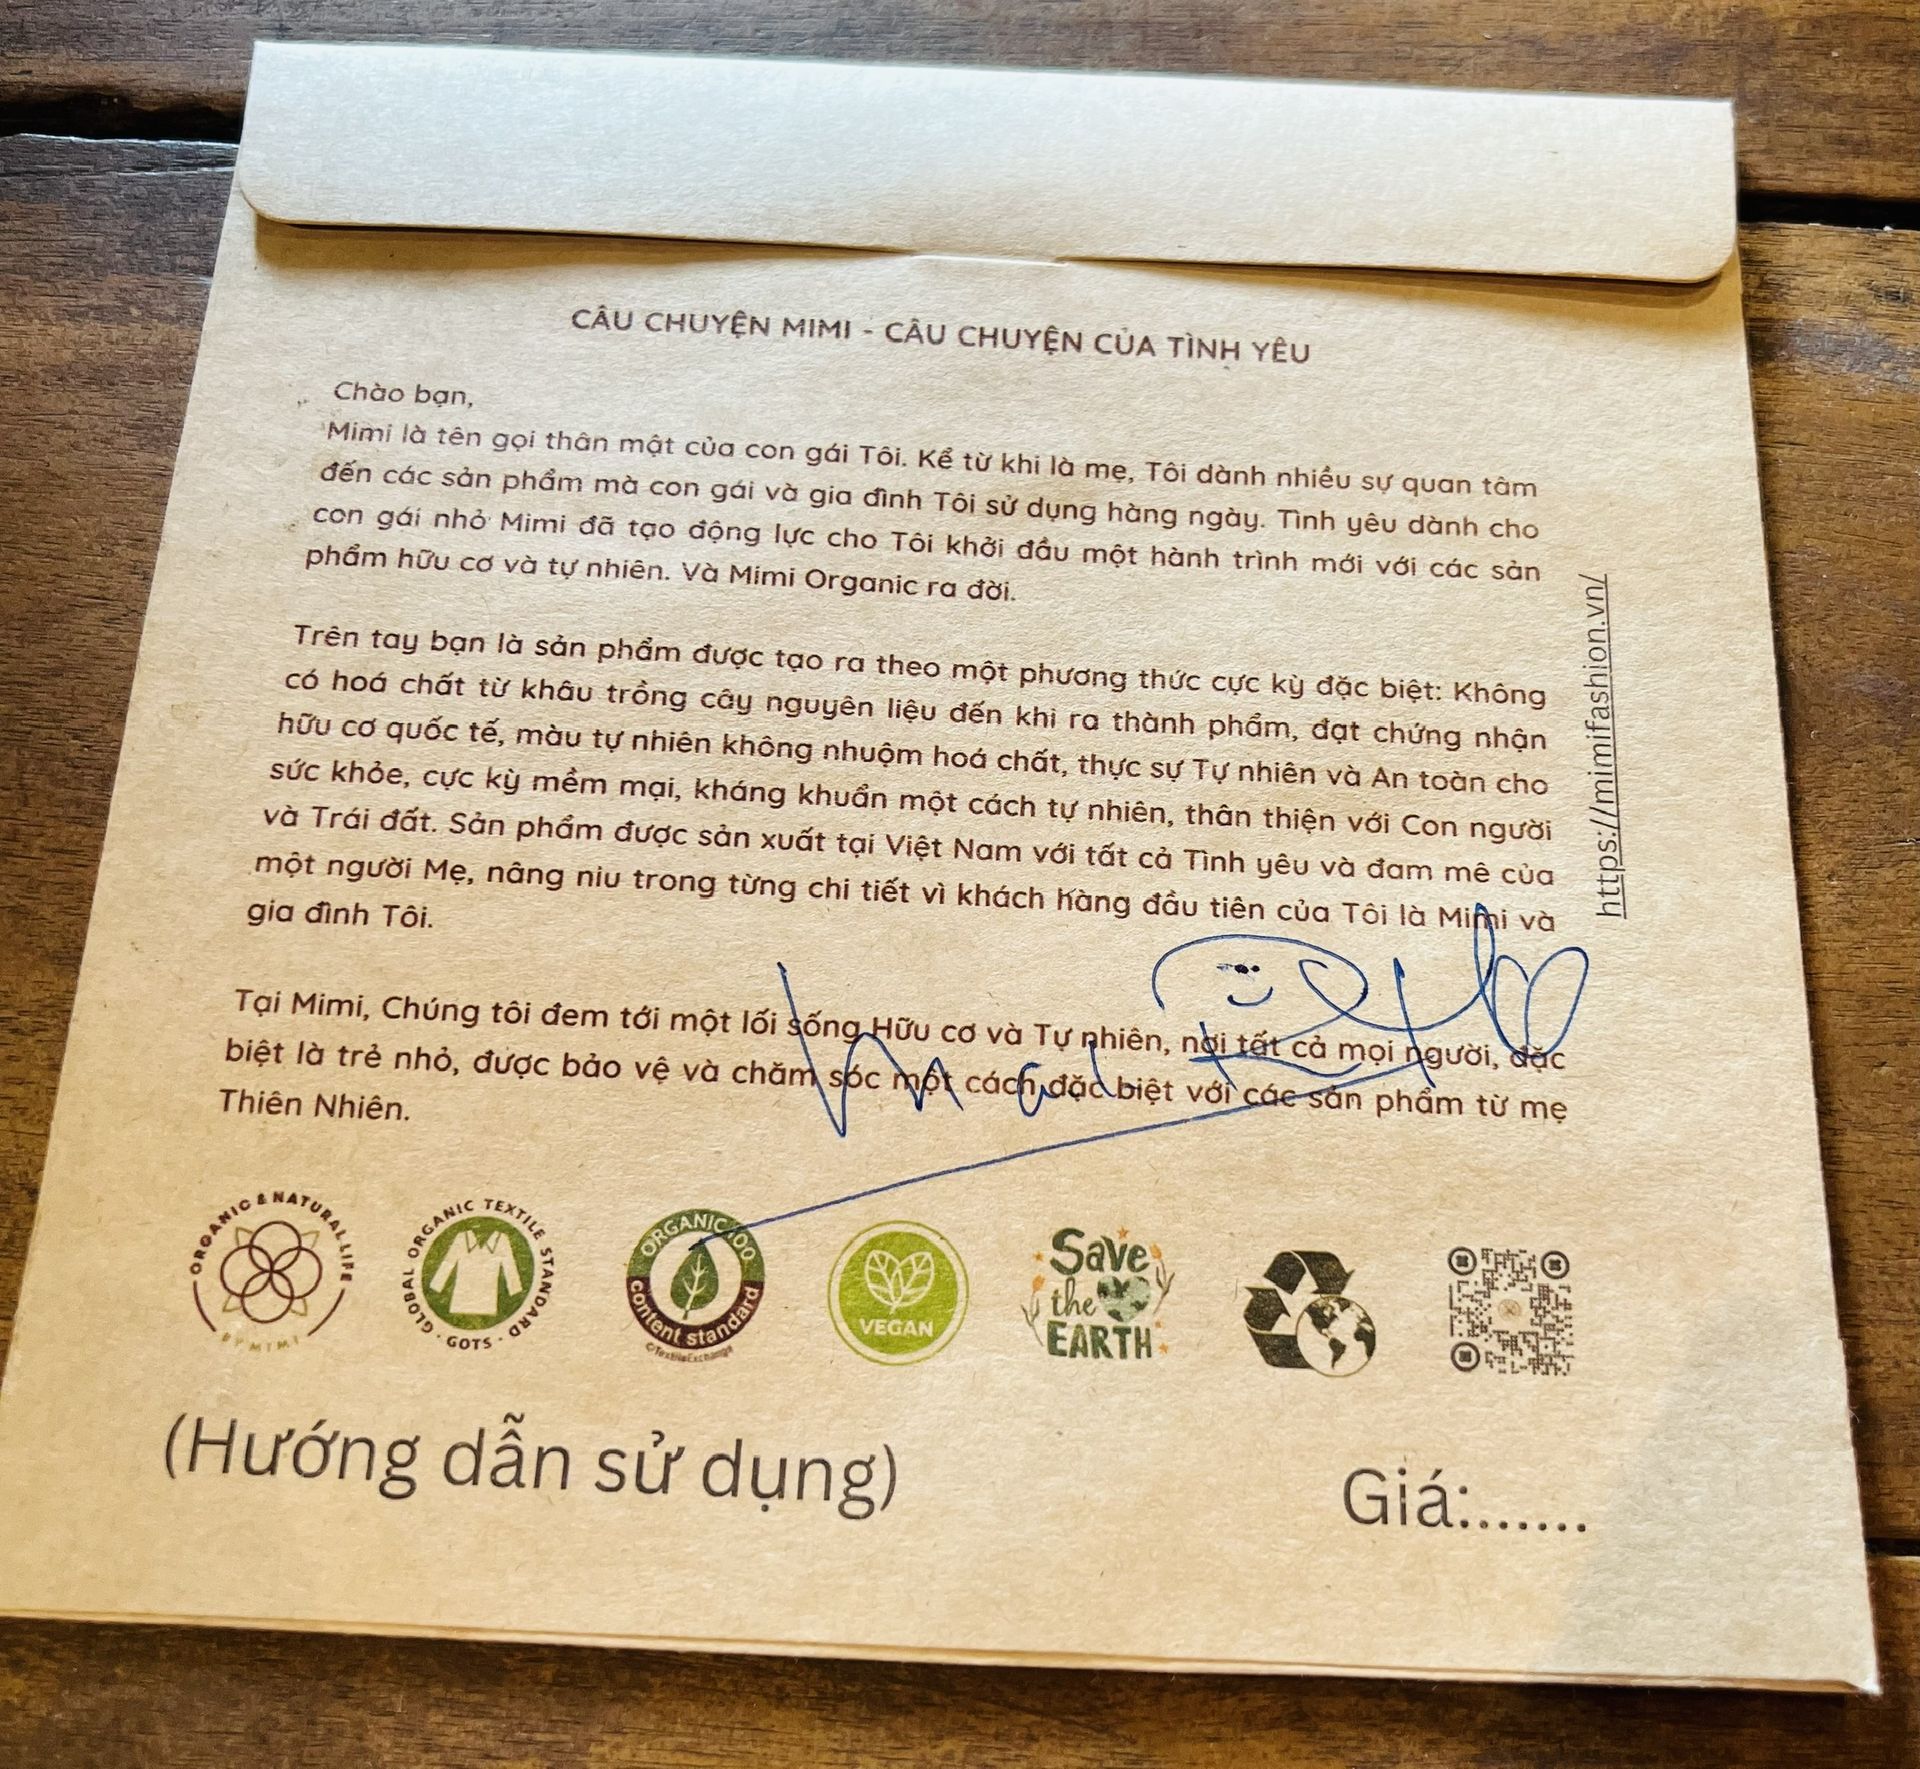 CÂU CHUYỆN MIMI - CÂU CHUYỆN CỦA TÌNH YÊU
Chào bạn,
Mimi là tên gọi thân mật của con gái Tôi. Kể từ khi là mẹ, Tôi dành nhiều sự quan tâm
đến các sản phẩm mà con gái và gia đình Tôi sử dụng hàng ngày. Tình yêu dành cho
con gái nhỏ Mimi đã tạo động lực cho Tôi khởi đầu một hành trình mới với các sản
phẩm hữu cơ và tự nhiên. Và Mimi Organic ra đời.
Trên tay bạn là sản phẩm được tạo ra theo một phương thức cực kỳ đặc biệt: Không
có hoá chất từ khâu trồng cây nguyên liệu đến khi ra thành phẩm, đạt chứng nhận
hữu cơ quốc tế, màu tự nhiên không nhuộm hoá chất, thực sự Tự nhiên và An toàn cho
sức khỏe, cực kỳ mềm mại, kháng khuẩn một cách tự nhiên, thân thiện với Con người
và Trái đất. Sản phẩm được sản xuất tại Việt Nam với tất cả Tình yêu và đam mê của
một người Mẹ, nâng niu trong từng chi tiết vì khách hàng đầu tiên của Tôi là Mimi và
gia đình Tôi.
Tại Mimi, Chúng tôi đem tới một lối sống Hữu cơ và Tự nhiên, nơi tất cả mọi người, đặc
biệt là trẻ nhỏ, được bảo vệ và chăm sóc một cách đặc biệt với các sản phẩm từ mẹ
Thiên Nhiên.
https://mimifashion.vn/
ORGANIC & NATURAL LIFE
BY MIMI
GLOBAL ORGANIC TEXTILE STANDARD · GOTS ·
ORGANIC 100
content standard
©TextileExchange
VEGAN
Save
the
EARTH
(Hướng dẫn sử dụng)
Giá:.......